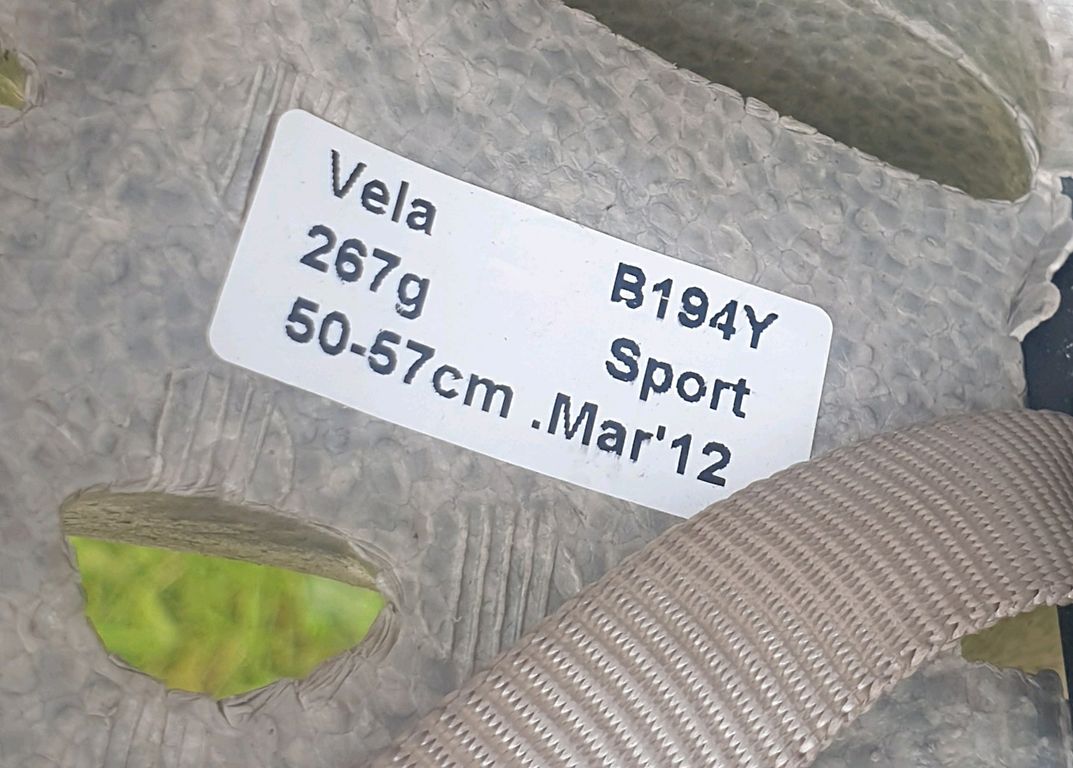 Vela
267g B194Y
50-57cm Sport
.Mar'12